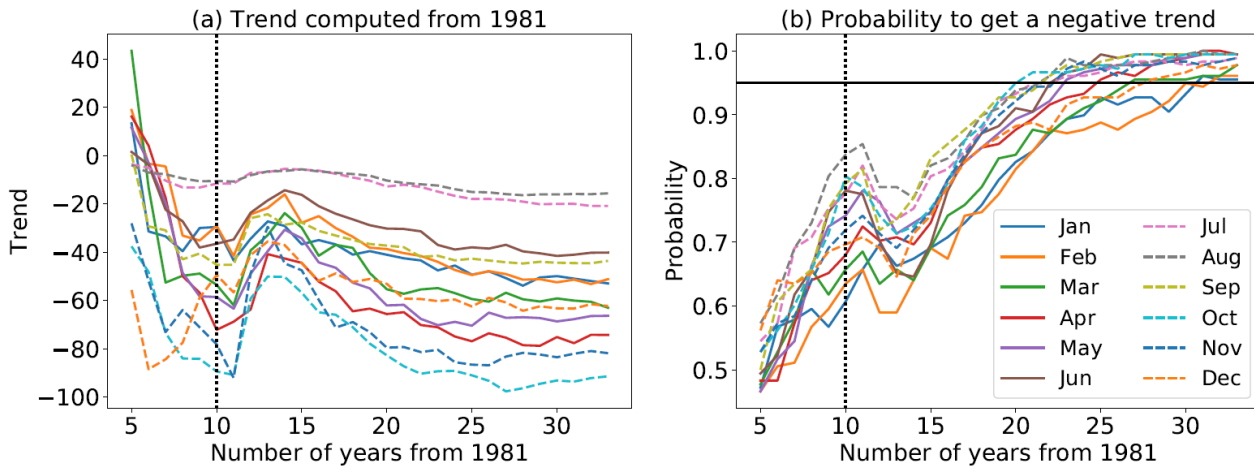 (a) Trend computed from 1981
Trend
40
20
0
−20
−40
−60
−80
−100
5
10
15
20
25
30
Number of years from 1981
(b) Probability to get a negative trend
Probability
1.0
0.9
0.8
0.7
0.6
0.5
5
10
15
20
25
30
Number of years from 1981
Jan
Feb
Mar
Apr
May
Jun
Jul
Aug
Sep
Oct
Nov
Dec